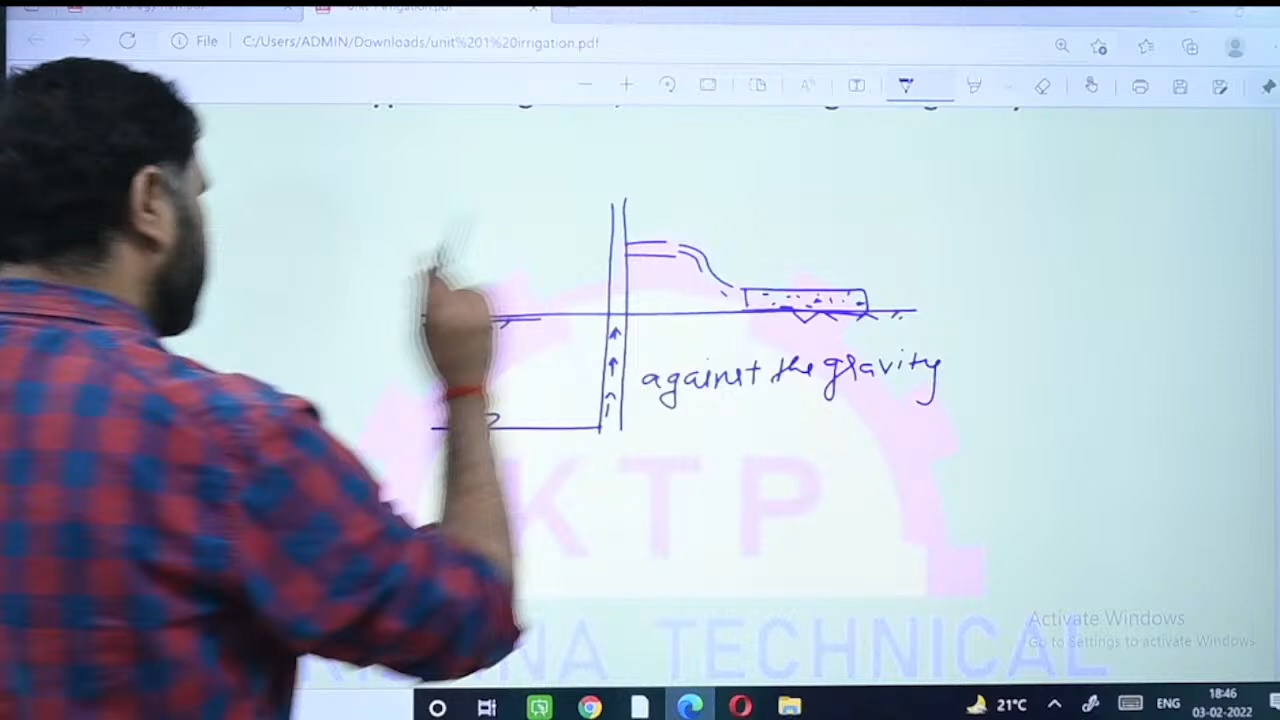 File C:/Users/ADMIN/Downloads/unit%201%20irrigation.pdf
against the gravity
KTP
TECHNICAL
Activate Windows
Go to Settings to activate Windows.
21°C ENG 18:46
03-02-2022